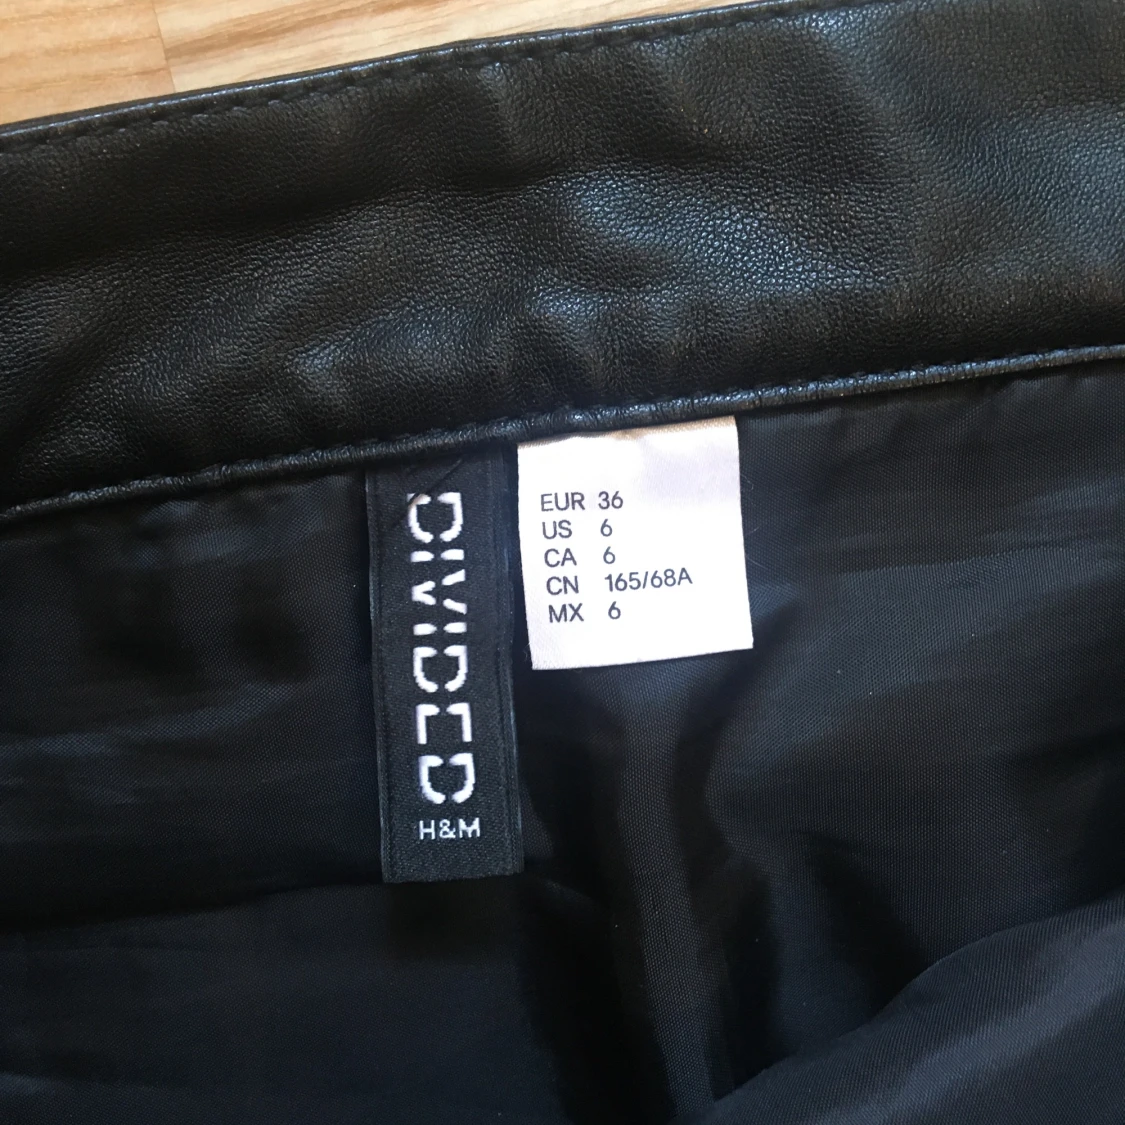 DIVIDED
H&M
EUR 36
US 6
CA 6
CN 165/68A
MX 6